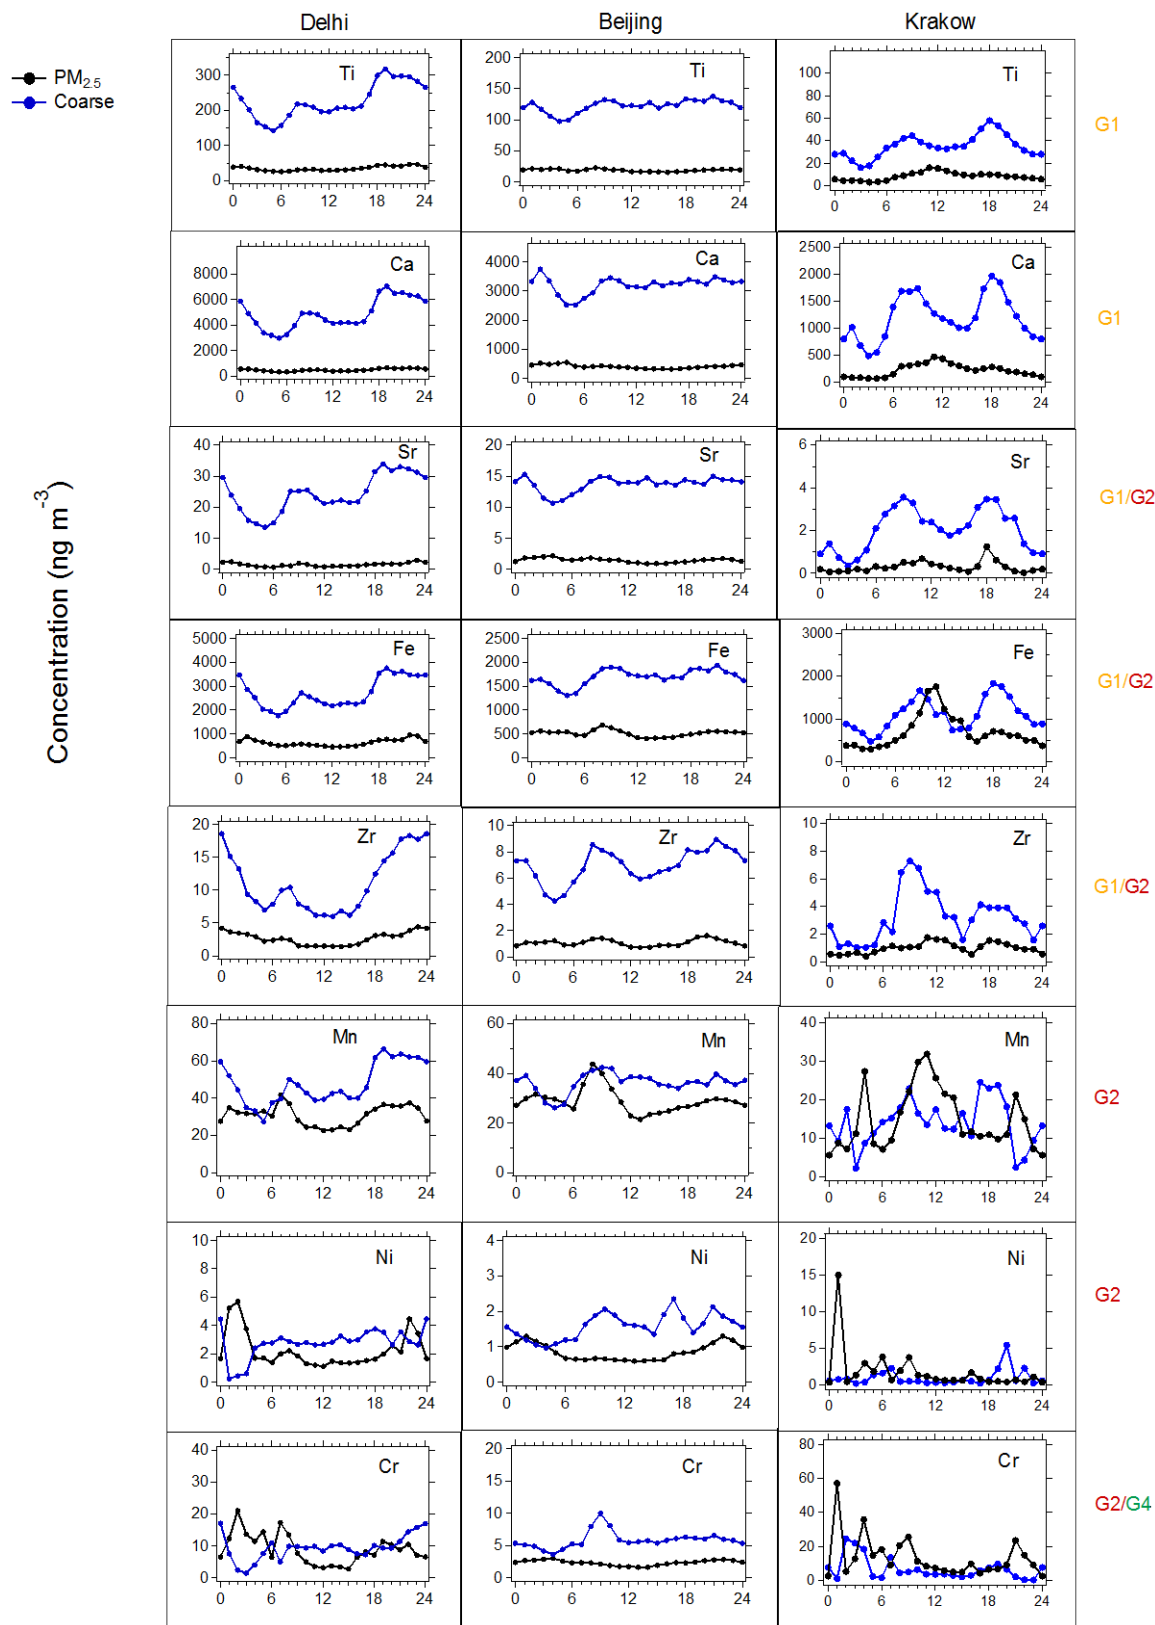 Delhi Beijing Krakow
PM2.5
Coarse
Concentration (ng m-3)
300 200 100 0
Ti
0 6 12 18 24
200 150 100 50 0
Ti
0 6 12 18 24
100 80 60 40 20 0
Ti
0 6 12 18 24
G1
8000 6000 4000 2000 0
Ca
0 6 12 18 24
4000 3000 2000 1000 0
Ca
0 6 12 18 24
2500 2000 1500 1000 500 0
Ca
0 6 12 18 24
G1
40 30 20 10 0
Sr
0 6 12 18 24
20 15 10 5 0
Sr
0 6 12 18 24
6 4 2 0
Sr
0 6 12 18 24
G1/G2
5000 4000 3000 2000 1000 0
Fe
0 6 12 18 24
2500 2000 1500 1000 500 0
Fe
0 6 12 18 24
3000 2000 1000 0
Fe
0 6 12 18 24
G1/G2
20 15 10 5 0
Zr
0 6 12 18 24
10 8 6 4 2 0
Zr
0 6 12 18 24
10 8 6 4 2 0
Zr
0 6 12 18 24
G1/G2
80 60 40 20 0
Mn
0 6 12 18 24
60 40 20 0
Mn
0 6 12 18 24
40 30 20 10 0
Mn
0 6 12 18 24
G2
10 8 6 4 2 0
Ni
0 6 12 18 24
4 3 2 1 0
Ni
0 6 12 18 24
20 15 10 5 0
Ni
0 6 12 18 24
G2
40 30 20 10 0
Cr
0 6 12 18 24
20 15 10 5 0
Cr
0 6 12 18 24
80 60 40 20 0
Cr
0 6 12 18 24
G2/G4